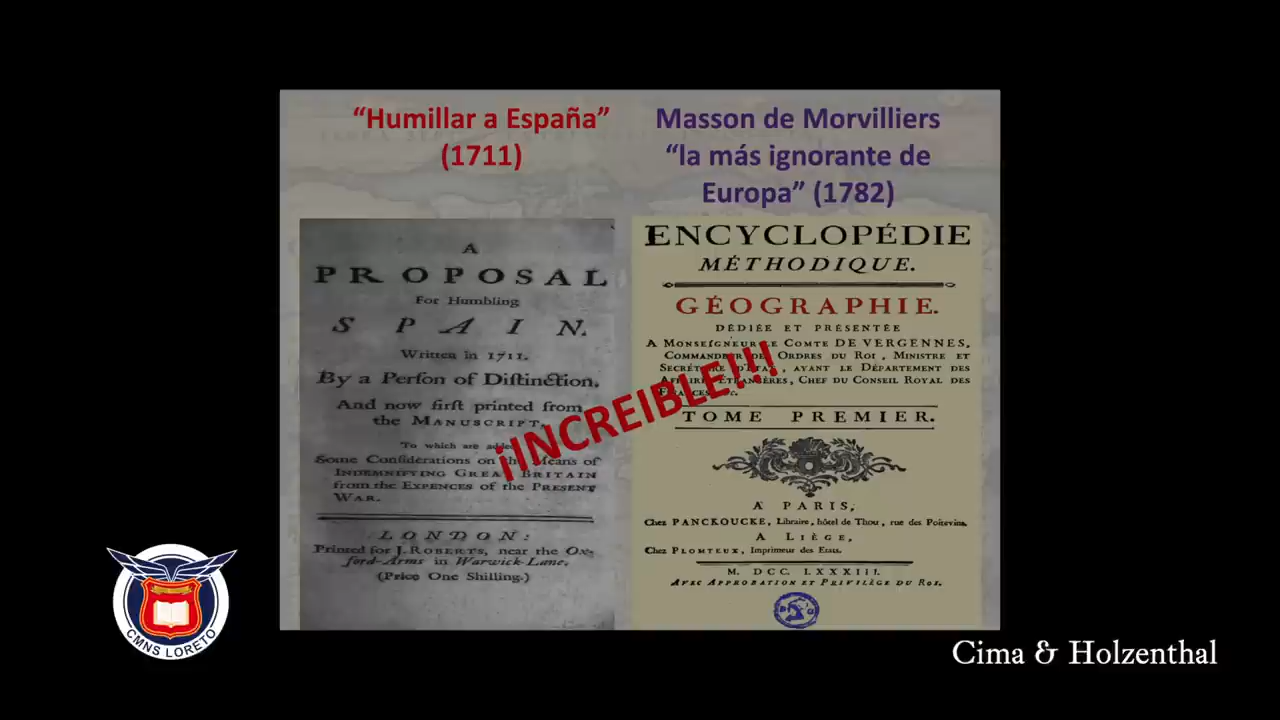 “Humillar a España”
(1711)
A
PROPOSAL
For Humbling
SPAIN.
Written in 1711.
By a Perſon of Diſtinction.
And now firſt printed from
the MANUSCRIPT.
To which are added
Some Conſiderations on the Means of
INDEMNIFYING GREAT BRITAIN
from the EXPENCES of the PRESENT
WAR.
LONDON:
Printed for J. ROBERTS, near the Ox-
ford-Arms in Warwick-Lane.
(Price One Shilling.)
Masson de Morvilliers
“la más ignorante de
Europa” (1782)
ENCYCLOPÉDIE
MÉTHODIQUE.
GÉOGRAPHIE.
DÉDIÉE ET PRÉSENTÉE
A MONSEIGNEUR LE COMTE DE VERGENNES,
COMMANDEUR DES ORDRES DU ROI, MINISTRE ET
SECRÉTAIRE D'ÉTAT, AYANT LE DÉPARTEMENT DES
AFFAIRES ÉTRANGÈRES, CHEF DU CONSEIL ROYAL DES
FINANCES, &c.
TOME PREMIER.
A PARIS,
Chez PANCKOUCKE, Libraire, hôtel de Thou, rue des Poitevins.
A LIÈGE,
Chez PLOMTEUX, Imprimeur des Etats.
M. DCC. LXXXIII.
AVEC APPROBATION ET PRIVILÈGE DU ROI.
¡INCREIBLE!!!
CMNS LORETO
Cima & Holzenthal